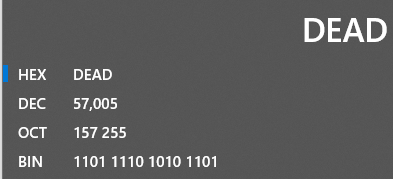 DEAD
HEX DEAD
DEC 57,005
OCT 157 255
BIN 1101 1110 1010 1101